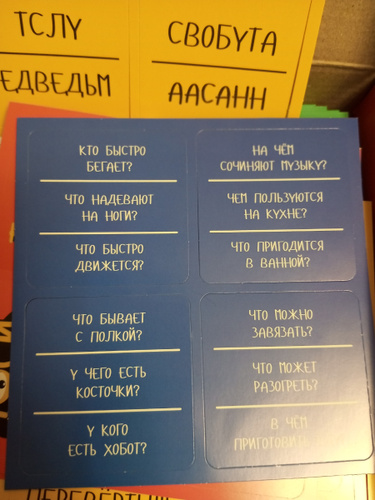 ТСЛУ
СВОБУТА
ЕДВЕДЬМ
ААСАНН
КТО БЫСТРО
БЕГАЕТ?
ЧТО НАДЕВАЮТ
НА НОГИ?
ЧТО БЫСТРО
ДВИЖЕТСЯ?
НА ЧЁМ
СОЧИНЯЮТ МУЗЫКУ?
ЧЕМ ПОЛЬЗУЮТСЯ
НА КУХНЕ?
ЧТО ПРИГОДИТСЯ
В ВАННОЙ?
ЧТО БЫВАЕТ
С ПОЛКОЙ?
У ЧЕГО ЕСТЬ
КОСТОЧКИ?
У КОГО
ЕСТЬ ХОБОТ?
ЧТО МОЖНО
ЗАВЯЗАТЬ?
ЧТО МОЖЕТ
РАЗОГРЕТЬ?
В ЧЁМ